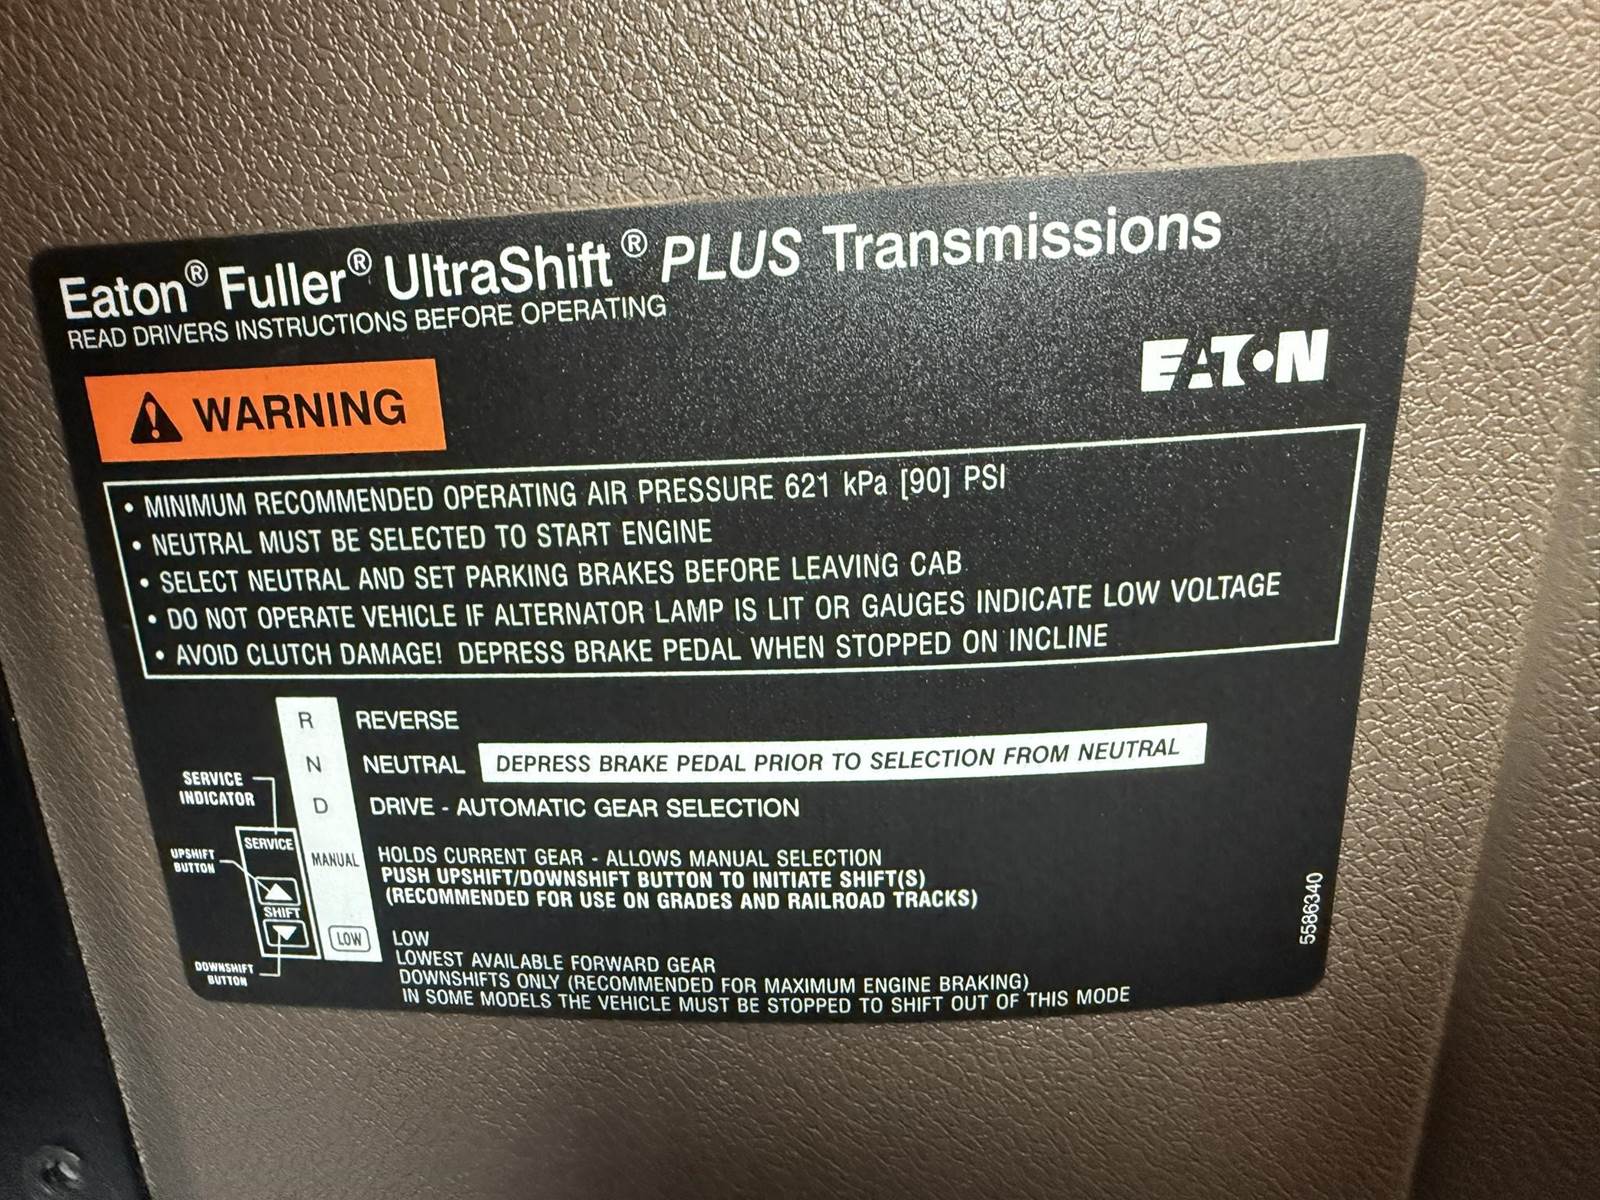 Eaton® Fuller® UltraShift® PLUS Transmissions
READ DRIVERS INSTRUCTIONS BEFORE OPERATING
EATON
WARNING
• MINIMUM RECOMMENDED OPERATING AIR PRESSURE 621 kPa [90] PSI
• NEUTRAL MUST BE SELECTED TO START ENGINE
• SELECT NEUTRAL AND SET PARKING BRAKES BEFORE LEAVING CAB
• DO NOT OPERATE VEHICLE IF ALTERNATOR LAMP IS LIT OR GAUGES INDICATE LOW VOLTAGE
• AVOID CLUTCH DAMAGE! DEPRESS BRAKE PEDAL WHEN STOPPED ON INCLINE
R REVERSE
N NEUTRAL DEPRESS BRAKE PEDAL PRIOR TO SELECTION FROM NEUTRAL
SERVICE
INDICATOR
D DRIVE - AUTOMATIC GEAR SELECTION
SERVICE
UPSHIFT
BUTTON
MANUAL HOLDS CURRENT GEAR - ALLOWS MANUAL SELECTION
PUSH UPSHIFT/DOWNSHIFT BUTTON TO INITIATE SHIFT(S)
(RECOMMENDED FOR USE ON GRADES AND RAILROAD TRACKS)
SHIFT
LOW LOW
LOWEST AVAILABLE FORWARD GEAR
DOWNSHIFTS ONLY (RECOMMENDED FOR MAXIMUM ENGINE BRAKING)
IN SOME MODELS THE VEHICLE MUST BE STOPPED TO SHIFT OUT OF THIS MODE
DOWNSHIFT
BUTTON
5586340